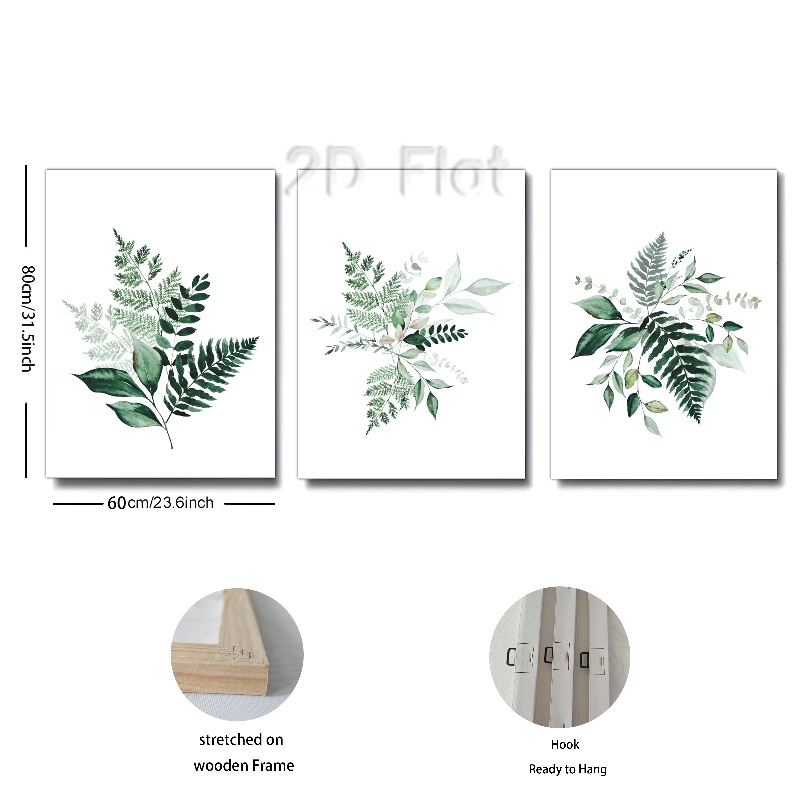 2D Flat
80cm/31.5inch
60cm/23.6inch
stretched on
wooden Frame
Hook
Ready to Hang